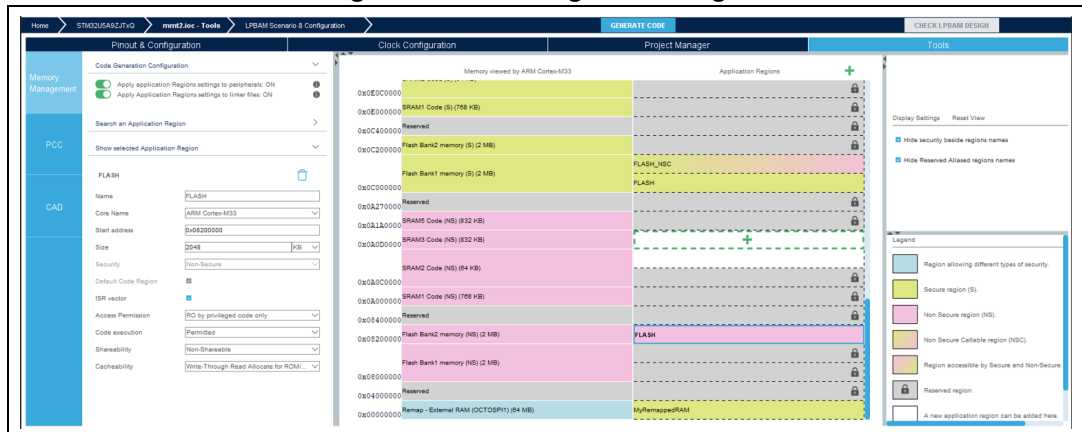 Home STM32U5A9ZJTxQ mmt2.ioc - Tools LPBAM Scenario & Configuration GENERATE CODE CHECK LPBAM DESIGN
Pinout & Configuration Clock Configuration Project Manager Tools
Memory Management
PCC
CAD
Code Generation Configuration
Apply application Regions settings to peripherals: ON
Apply Application Regions settings to linker files: ON
Search an Application Region
Show selected Application Region
FLASH
Name FLASH
Core Name ARM Cortex-M33
Start address 0x08200000
Size 2048 KB
Security Non-Secure
Default Code Region
ISR vector
Access Permission RO by privileged code only
Code execution Permitted
Shareability Non-Shareable
Cacheability Write-Through Read Allocate for ROM/...
Memory viewed by ARM Cortex-M33 Application Regions
0x0E0C0000
SRAM1 Code (S) (768 KB)
0x0E000000
Reserved
0x0C400000
Flash Bank2 memory (S) (2 MB)
0x0C200000
FLASH_NSC
Flash Bank1 memory (S) (2 MB)
FLASH
0x0C000000
Reserved
0x0A270000
SRAM5 Code (NS) (832 KB)
0x0A1A0000
SRAM3 Code (NS) (832 KB)
0x0A0D0000
SRAM2 Code (NS) (64 KB)
0x0A0C0000
SRAM1 Code (NS) (768 KB)
0x0A000000
Reserved
0x08400000
Flash Bank2 memory (NS) (2 MB) FLASH
0x08200000
Flash Bank1 memory (NS) (2 MB)
0x08000000
Reserved
0x04000000
Remap - External RAM (OCTOSPI1) (64 MB) MyRemappedRAM
0x00000000
Display Settings Reset View
Hide security beside regions names
Hide Reserved Aliased regions names
Legend
Region allowing different types of security.
Secure region (S).
Non Secure region (NS).
Non Secure Callable region (NSC).
Region accessible by Secure and Non-Secure.
Reserved region.
A new application region can be added here.